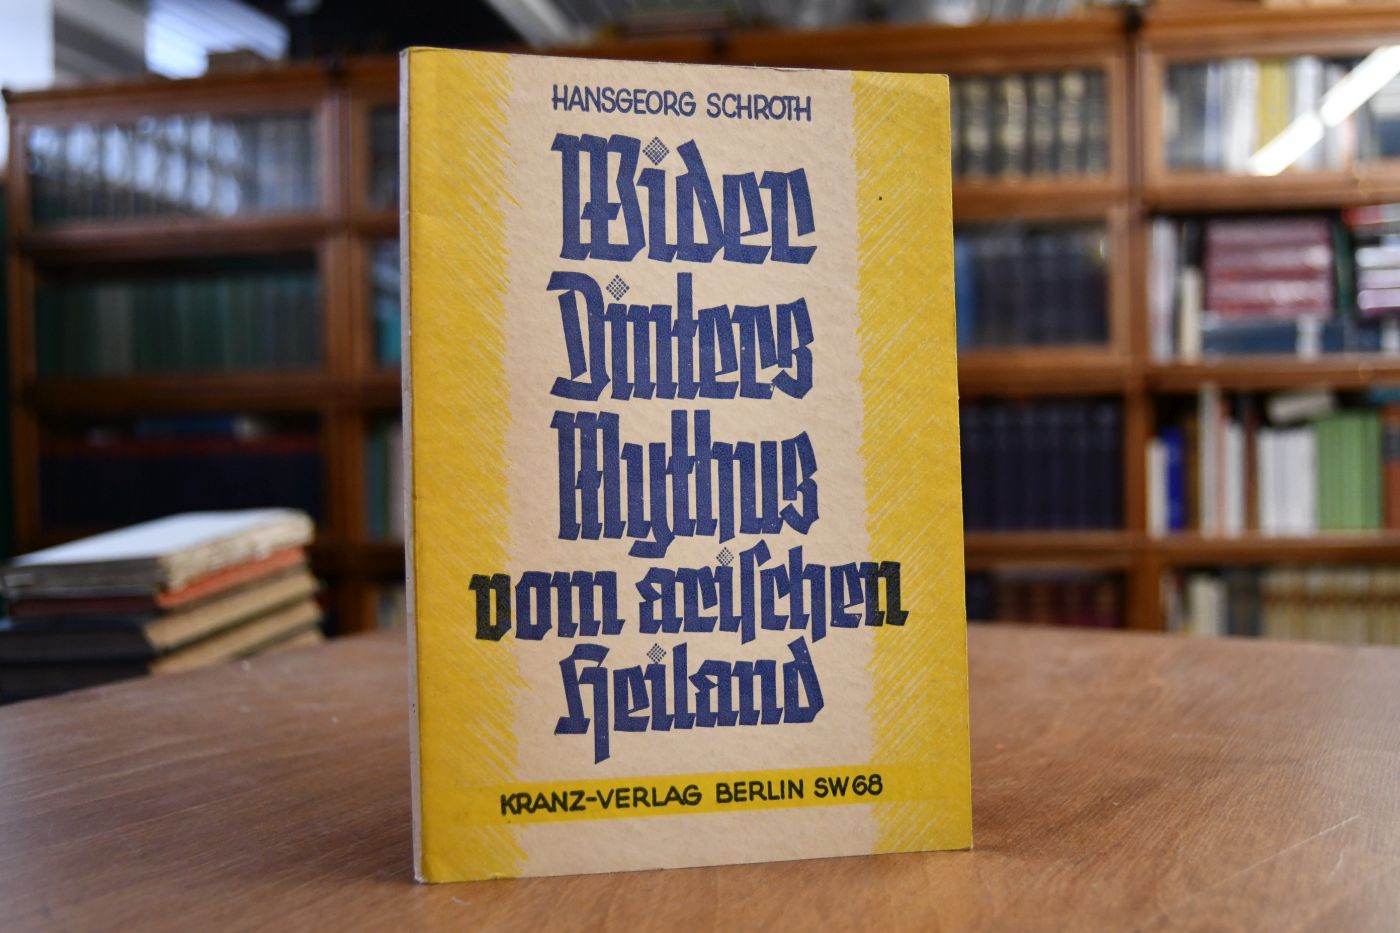 HANSGEORG SCHROTH
Wider
Dinters
Mythus
vom arischen
Heiland
KRANZ-VERLAG BERLIN SW68